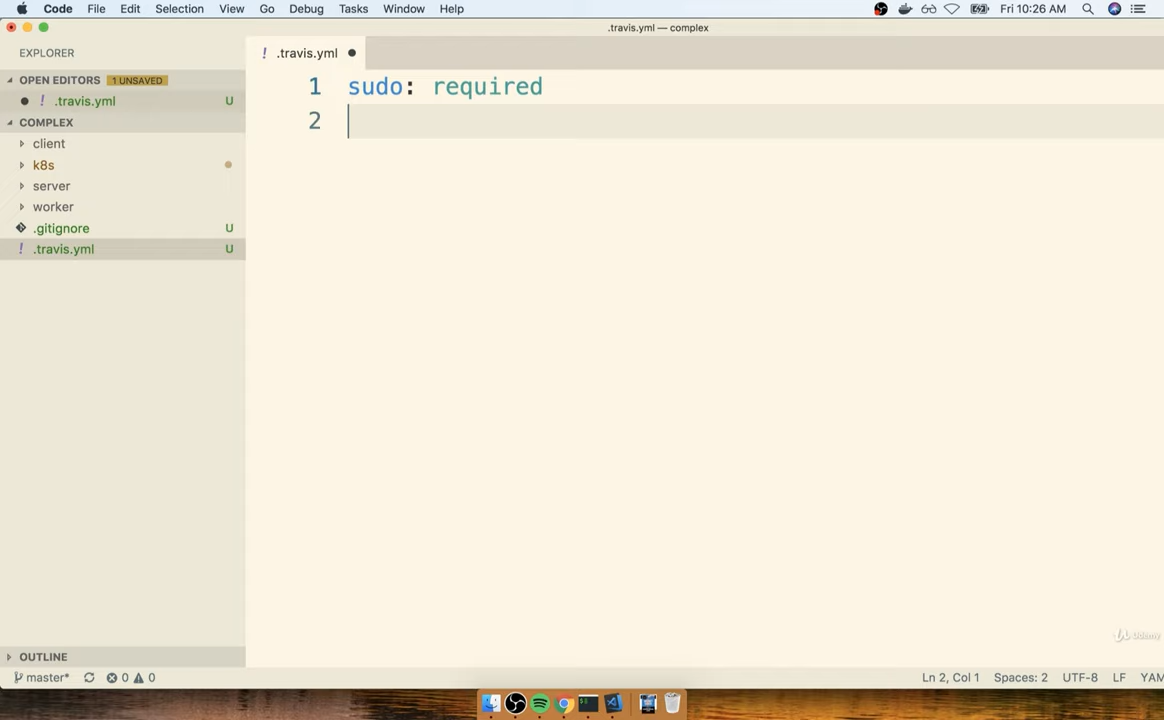 Code File Edit Selection View Go Debug Tasks Window Help Fri 10:26 AM
.travis.yml — complex
EXPLORER
! .travis.yml
OPEN EDITORS 1 UNSAVED
! .travis.yml U
COMPLEX
client
k8s
server
worker
.gitignore U
! .travis.yml U
1 sudo: required
2
Udemy
OUTLINE
master* 0 0 Ln 2, Col 1 Spaces: 2 UTF-8 LF YAM